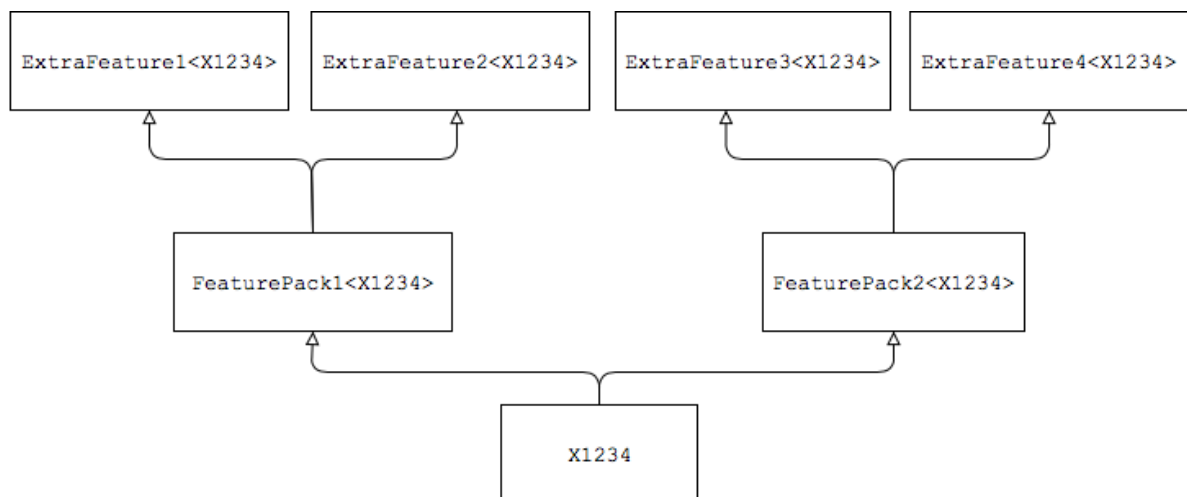 ExtraFeature1<X1234>
ExtraFeature2<X1234>
ExtraFeature3<X1234>
ExtraFeature4<X1234>
FeaturePack1<X1234>
FeaturePack2<X1234>
X1234